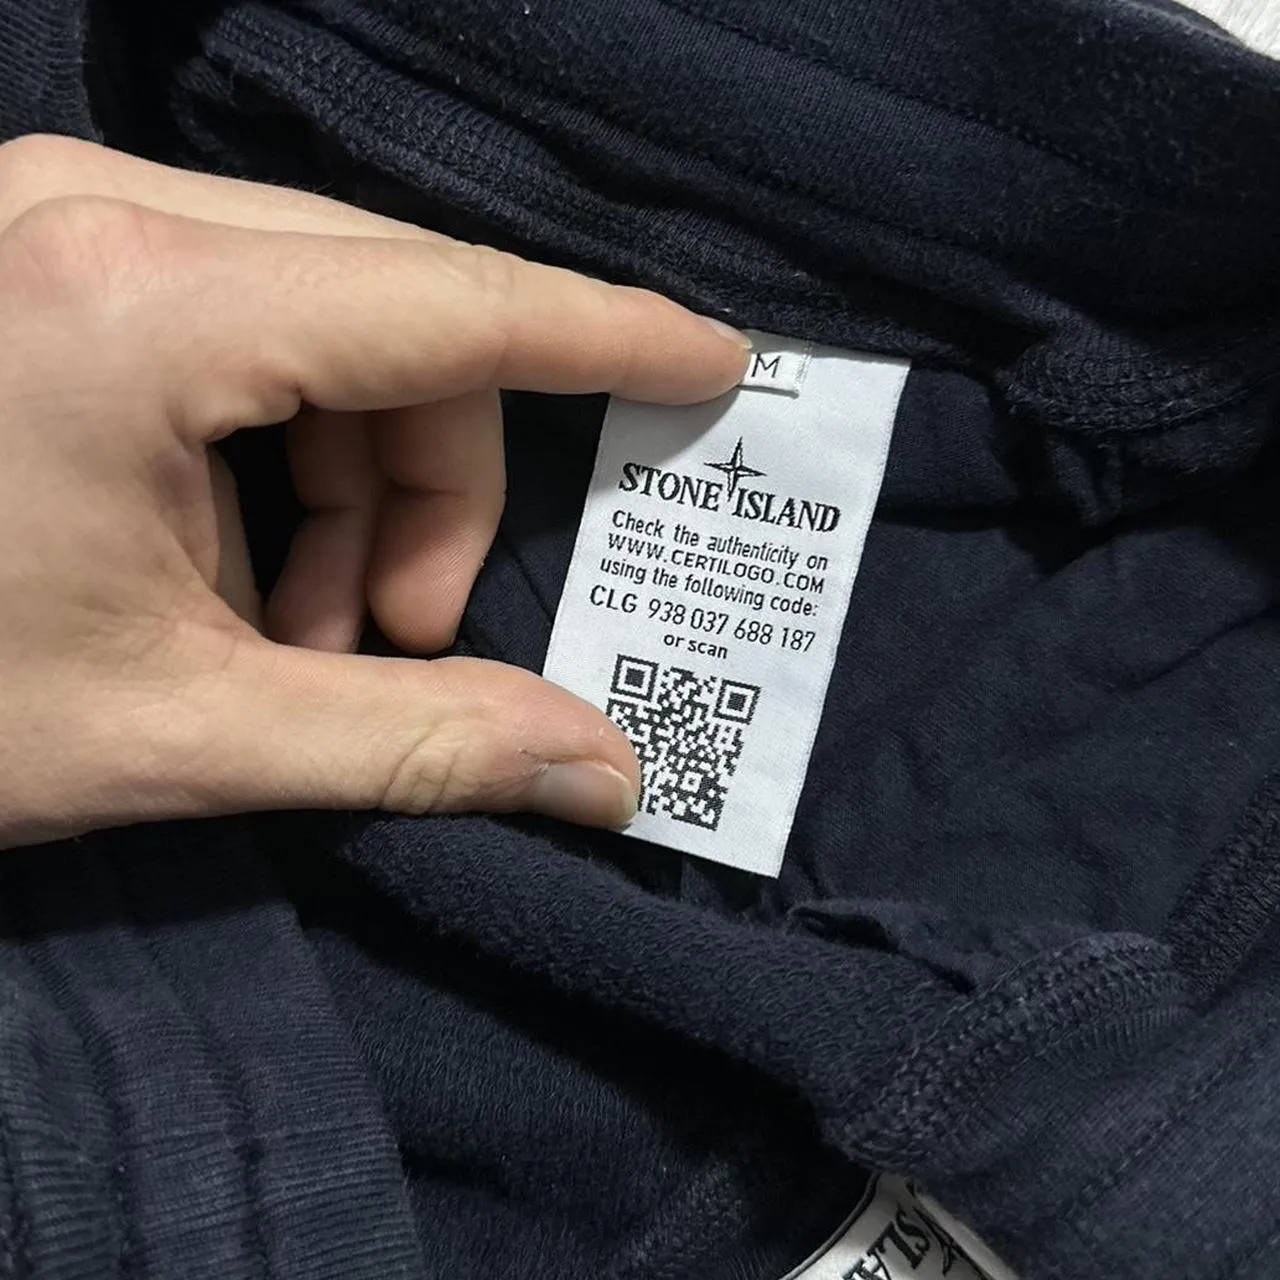 M
STONE ISLAND
Check the authenticity on
WWW.CERTILOGO.COM
using the following code:
CLG 938 037 688 187
or scan